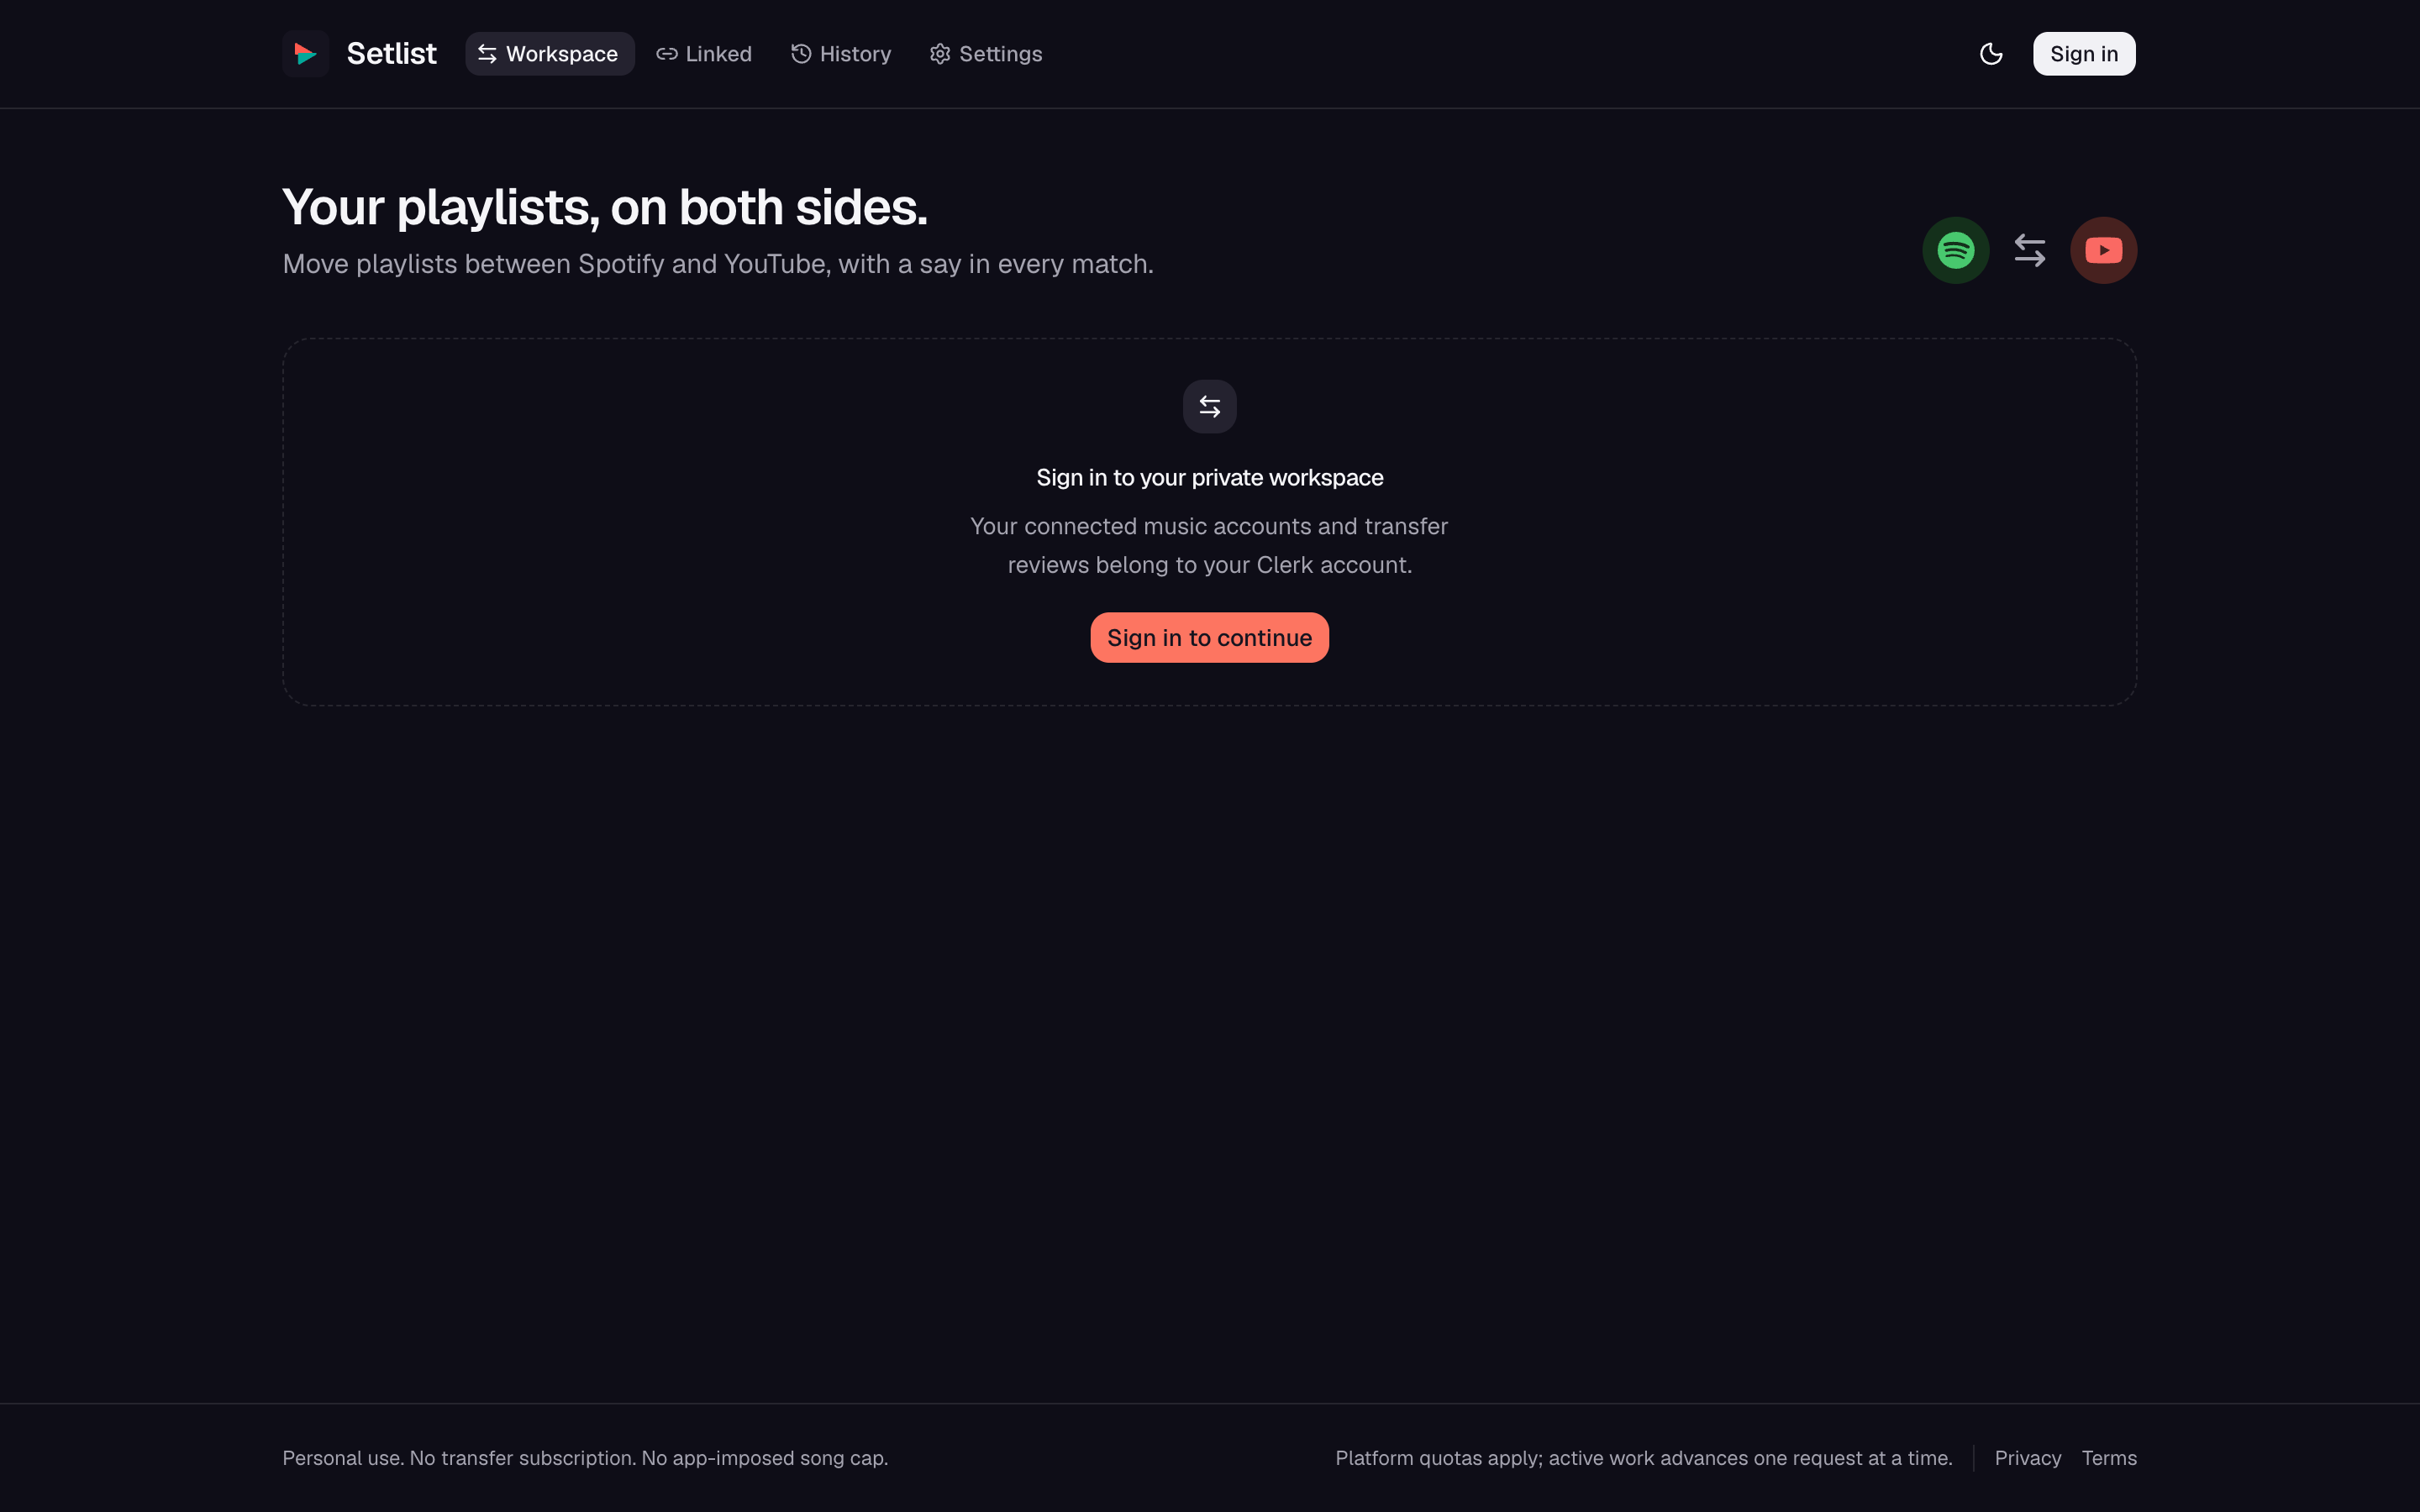 Setlist
Workspace
Linked
History
Settings
Sign in
Your playlists, on both sides.
Move playlists between Spotify and YouTube, with a say in every match.
Sign in to your private workspace
Your connected music accounts and transfer
reviews belong to your Clerk account.
Sign in to continue
Personal use. No transfer subscription. No app-imposed song cap.
Platform quotas apply; active work advances one request at a time.
Privacy
Terms